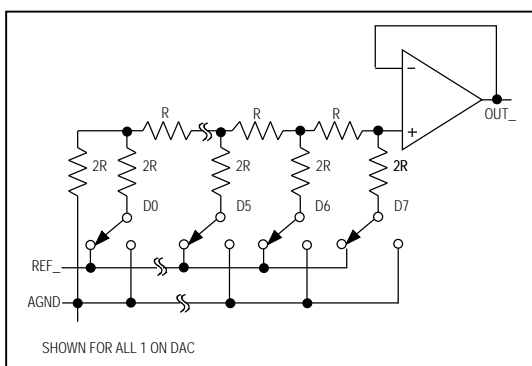 −
+
OUT_
R R R
2R 2R 2R 2R 2R
D0 D5 D6 D7
REF_
AGND
SHOWN FOR ALL 1 ON DAC